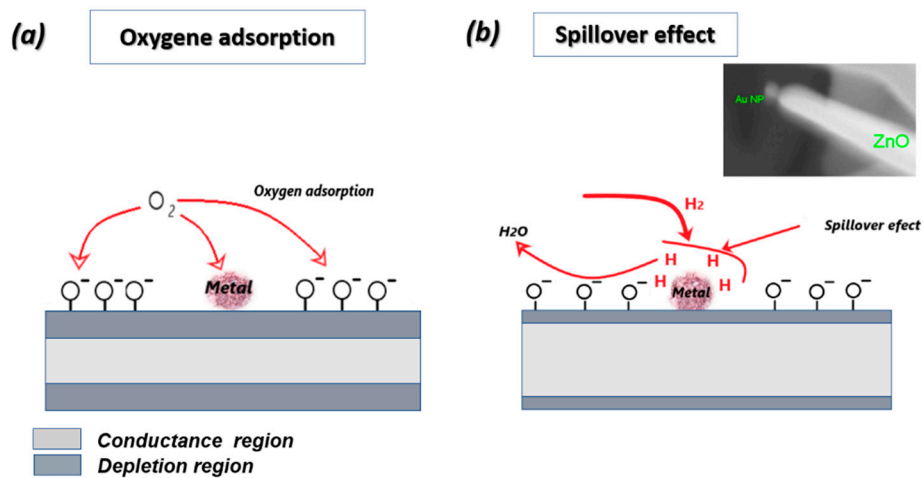 (a)
Oxygene adsorption
O2
Oxygen adsorption
O- O- O-
Metal
O- O- O-
Conductance region
Depletion region
(b)
Spillover effect
Au NP
ZnO
H2
H2O
Spillover efect
H H
H H
Metal
O- O- O-
O- O- O-